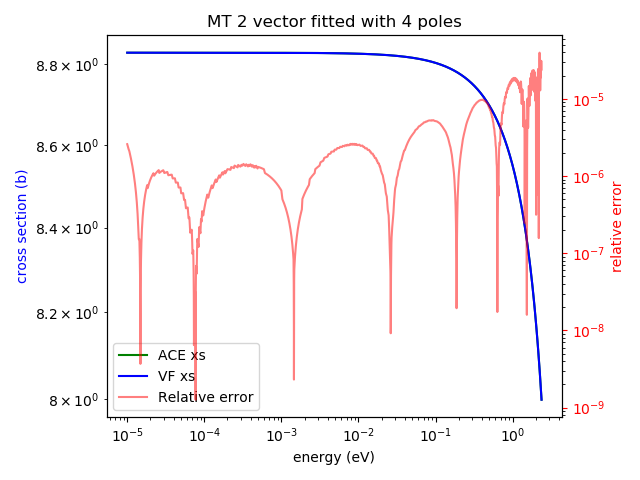 MT 2 vector fitted with 4 poles
8.8 × 10⁰
8.6 × 10⁰
8.4 × 10⁰
8.2 × 10⁰
8 × 10⁰
cross section (b)
10⁻⁵
10⁻⁶
10⁻⁷
10⁻⁸
10⁻⁹
relative error
ACE xs
VF xs
Relative error
10⁻⁵ 10⁻⁴ 10⁻³ 10⁻² 10⁻¹ 10⁰
energy (eV)